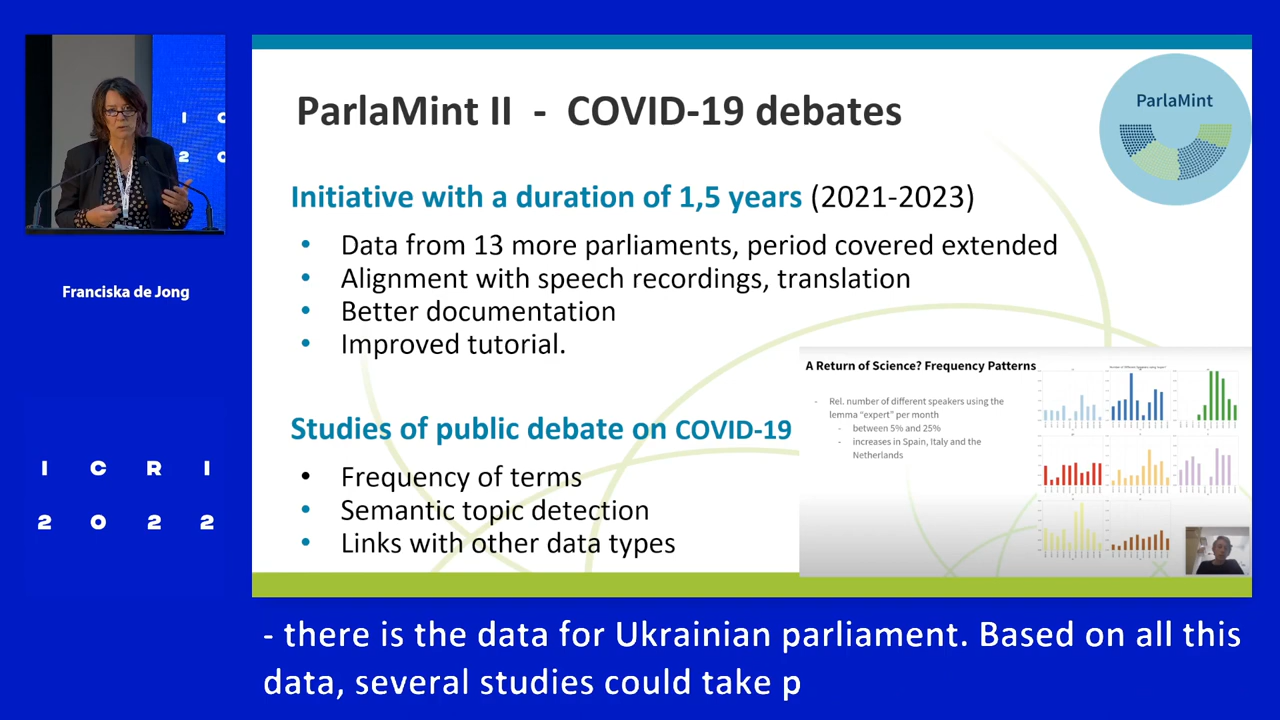 I C
2 0
Franciska de Jong
I C R I
2 0 2 2
ParlaMint II - COVID-19 debates
ParlaMint
Initiative with a duration of 1,5 years (2021-2023)
• Data from 13 more parliaments, period covered extended
• Alignment with speech recordings, translation
• Better documentation
• Improved tutorial.
Studies of public debate on COVID-19
• Frequency of terms
• Semantic topic detection
• Links with other data types
A Return of Science? Frequency Patterns
- Rel. number of different speakers using the
lemma “expert” per month
- between 5% and 25%
- increases in Spain, Italy and the
Netherlands
- there is the data for Ukrainian parliament. Based on all this
data, several studies could take p